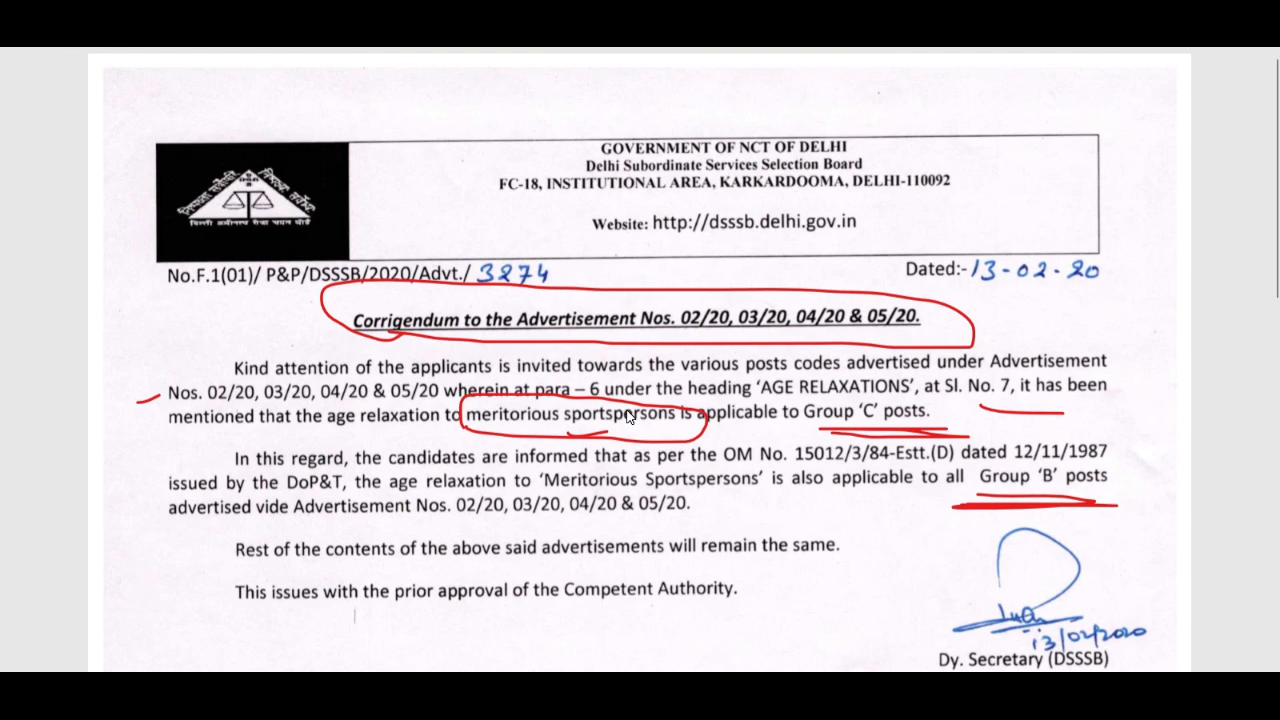 GOVERNMENT OF NCT OF DELHI
Delhi Subordinate Services Selection Board
FC-18, INSTITUTIONAL AREA, KARKARDOOMA, DELHI-110092
Website: http://dsssb.delhi.gov.in
No.F.1(01)/ P&P/DSSSB/2020/Advt./ 3274
Dated:-13-02-20
Corrigendum to the Advertisement Nos. 02/20, 03/20, 04/20 & 05/20.
Kind attention of the applicants is invited towards the various posts codes advertised under Advertisement
Nos. 02/20, 03/20, 04/20 & 05/20 wherein at para – 6 under the heading ‘AGE RELAXATIONS’, at Sl. No. 7, it has been
mentioned that the age relaxation to meritorious sportspersons is applicable to Group ‘C’ posts.
In this regard, the candidates are informed that as per the OM No. 15012/3/84-Estt.(D) dated 12/11/1987
issued by the DoP&T, the age relaxation to ‘Meritorious Sportspersons’ is also applicable to all Group ‘B’ posts
advertised vide Advertisement Nos. 02/20, 03/20, 04/20 & 05/20.
Rest of the contents of the above said advertisements will remain the same.
This issues with the prior approval of the Competent Authority.
13/02/2020
Dy. Secretary (DSSSB)